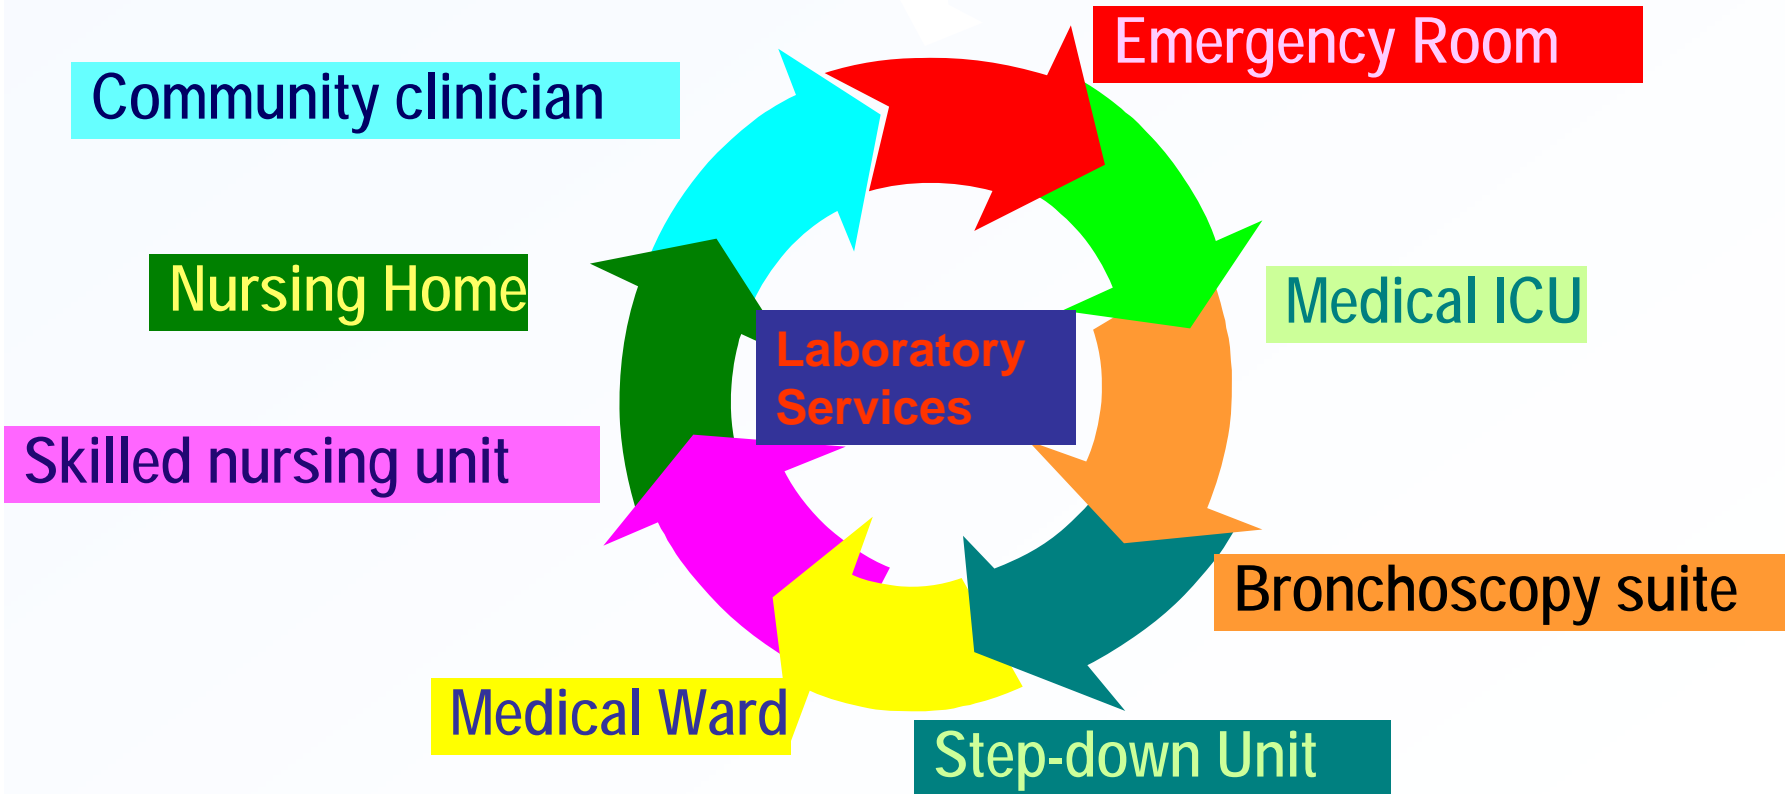 Emergency Room
Community clinician
Nursing Home
Medical ICU
Laboratory
Services
Skilled nursing unit
Bronchoscopy suite
Medical Ward
Step-down Unit